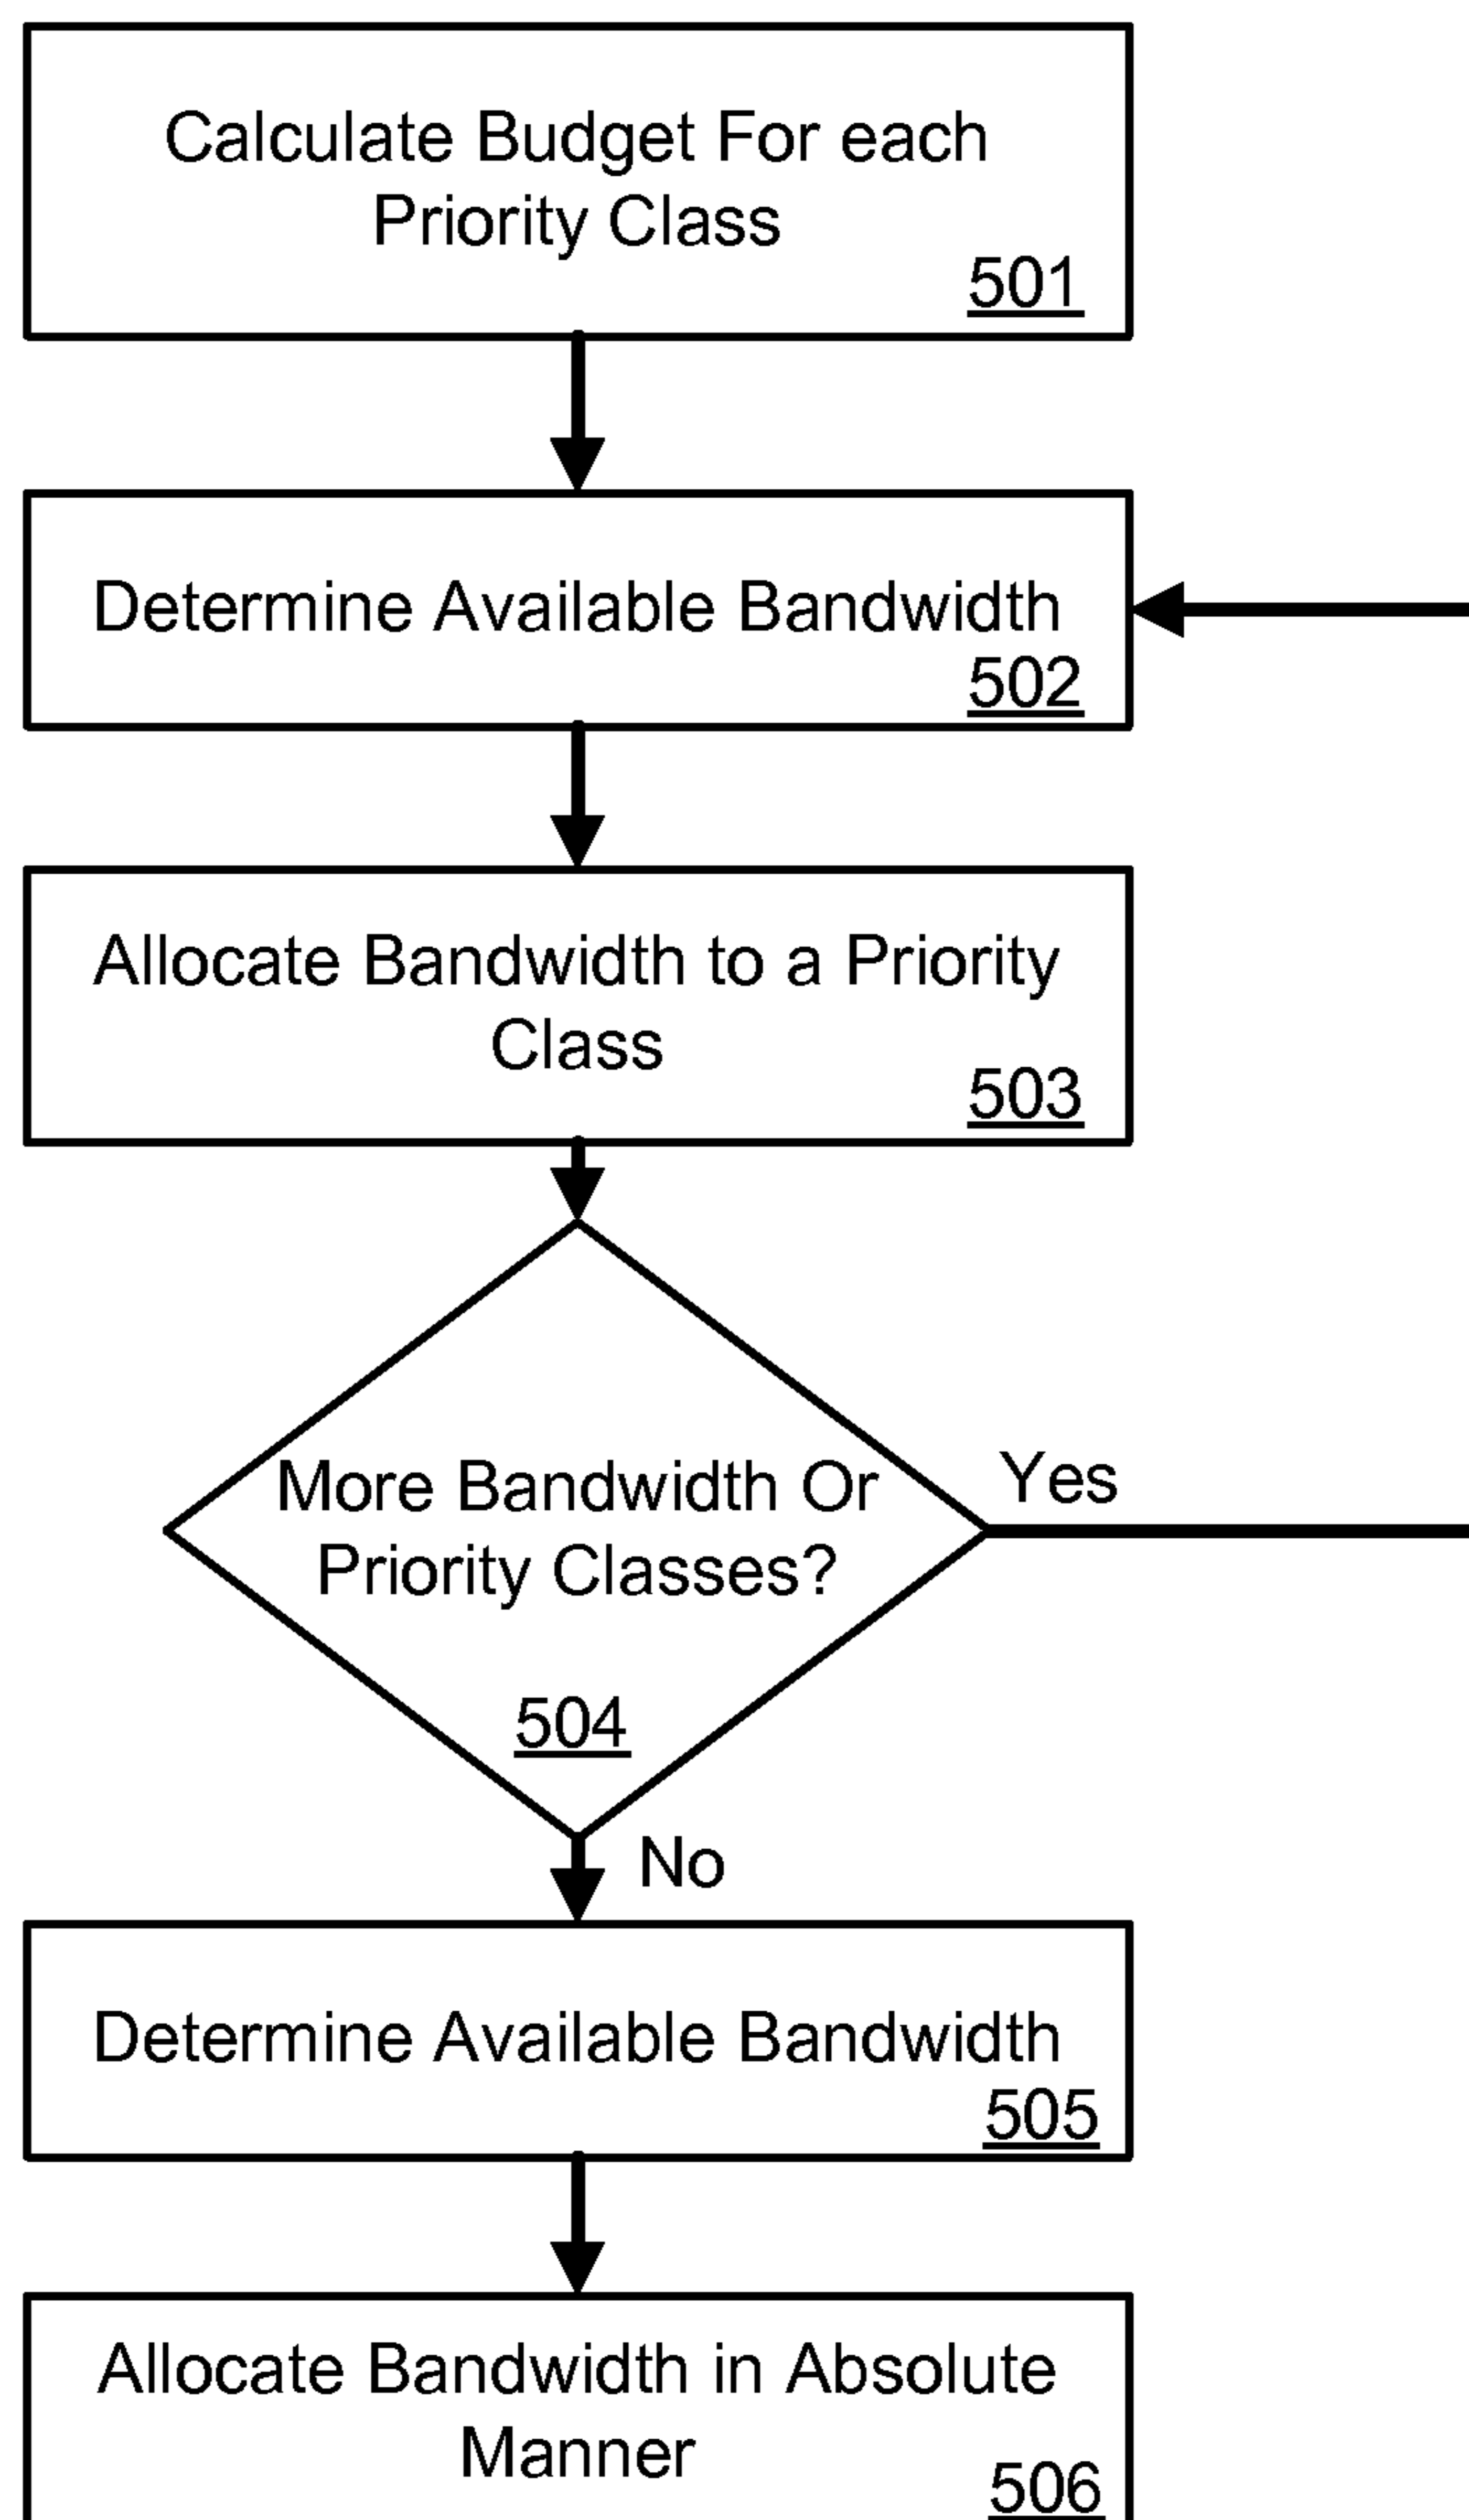 Calculate Budget For each
Priority Class
501
Determine Available Bandwidth
502
Allocate Bandwidth to a Priority
Class
503
More Bandwidth Or
Priority Classes?
504
Yes
No
Determine Available Bandwidth
505
Allocate Bandwidth in Absolute
Manner
506